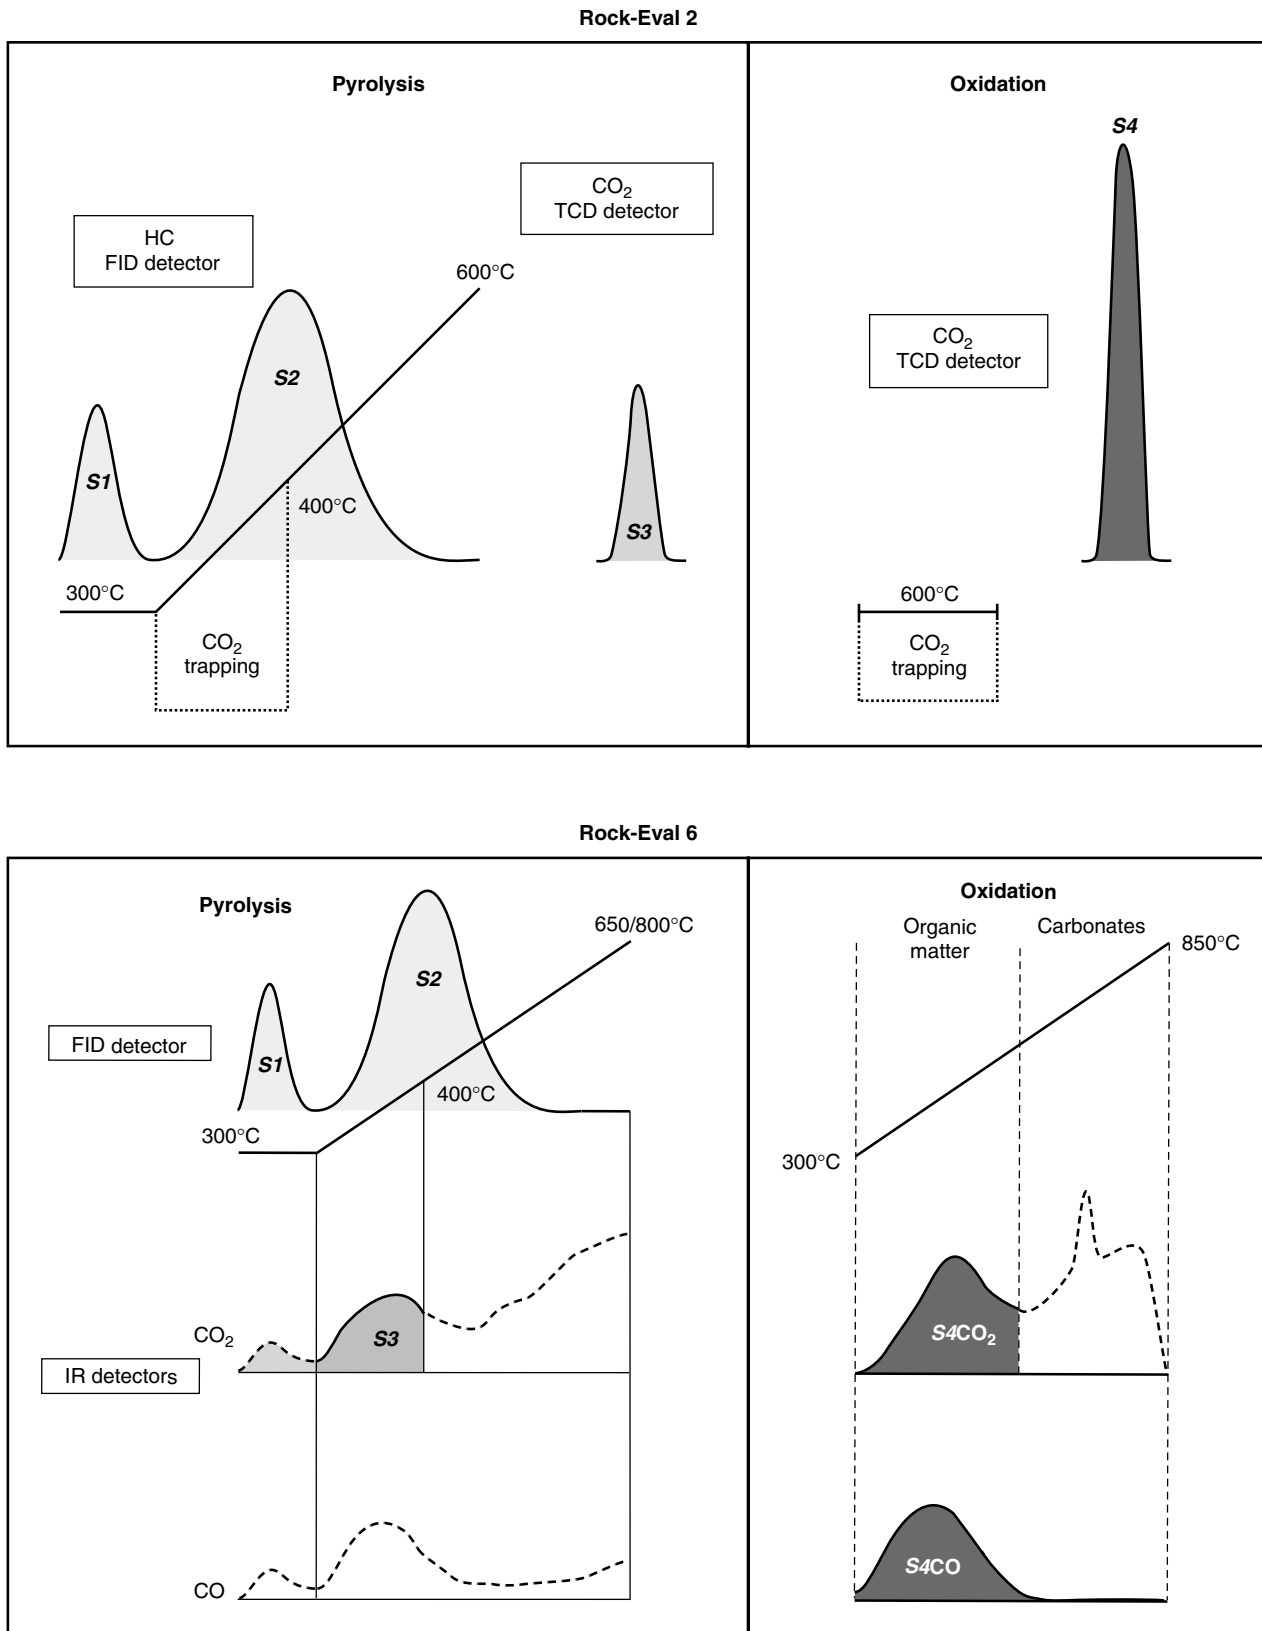 Rock-Eval 2
Pyrolysis
CO₂
TCD detector
HC
FID detector
600°C
S2
S1
400°C
S3
300°C
CO₂
trapping
Oxidation
S4
CO₂
TCD detector
600°C
CO₂
trapping
Rock-Eval 6
Pyrolysis
650/800°C
S2
FID detector
S1
400°C
300°C
CO₂
S3
IR detectors
CO
Oxidation
Organic
matter
Carbonates
850°C
300°C
S4CO₂
S4CO